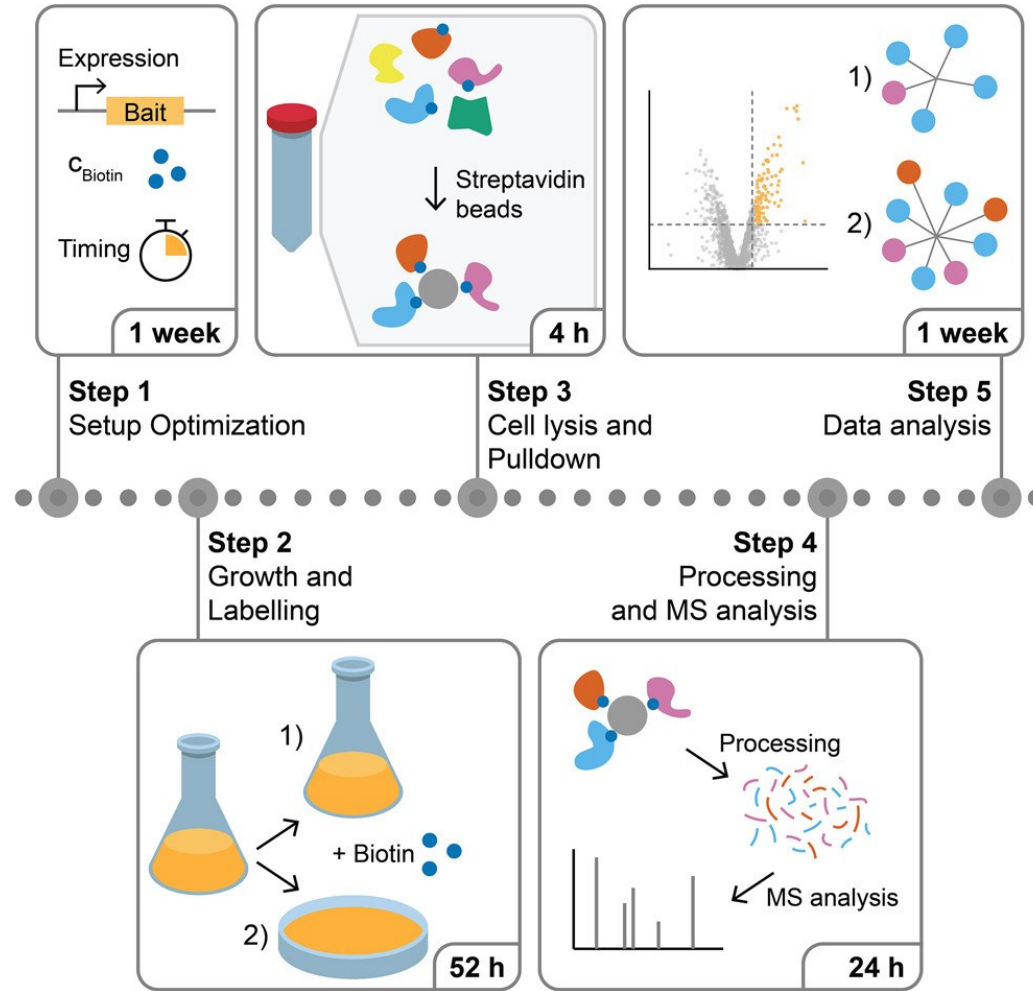 Expression
Bait
CBiotin
Timing
1 week
Step 1
Setup Optimization
Step 2
Growth and
Labelling
1)
+ Biotin
2)
52 h
Streptavidin
beads
4 h
Step 3
Cell lysis and
Pulldown
Step 4
Processing
and MS analysis
Processing
MS analysis
24 h
1)
2)
1 week
Step 5
Data analysis